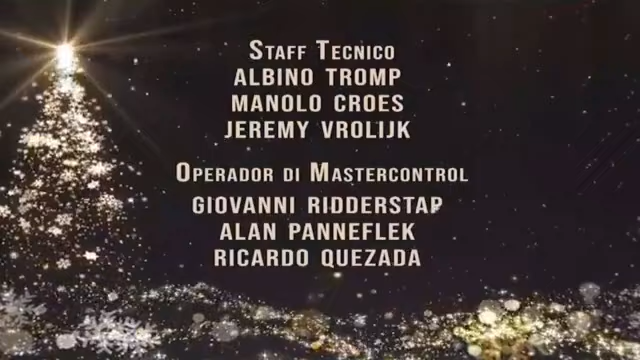 Staff Tecnico
ALBINO TROMP
MANOLO CROES
JEREMY VROLIJK
Operador di Mastercontrol
GIOVANNI RIDDERSTAP
ALAN PANNEFLEK
RICARDO QUEZADA